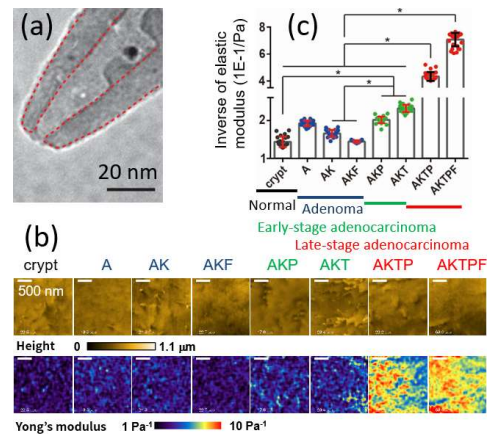 (a)
20 nm
(c)
Inverse of elastic
modulus (1E-1/Pa)
8
6
4
2
1
*
*
*
*
crypt
A
AK
AKF
AKP
AKT
AKTP
AKTPF
Normal
Adenoma
Early-stage adenocarcinoma
Late-stage adenocarcinoma
(b)
crypt A AK AKF AKP AKT AKTP AKTPF
500 nm
Height 0 1.1 μm
Yong's modulus 1 Pa-1 10 Pa-1